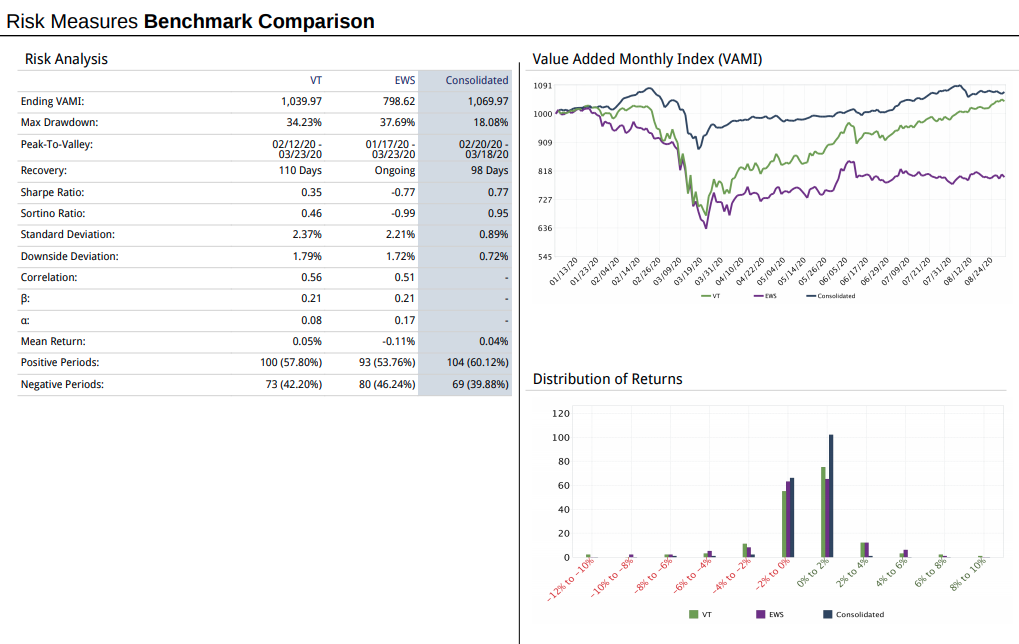 Risk Measures Benchmark Comparison
Risk Analysis
VT EWS Consolidated
Ending VAMI: 1,039.97 798.62 1,069.97
Max Drawdown: 34.23% 37.69% 18.08%
Peak-To-Valley: 02/12/20 - 03/23/20 01/17/20 - 03/23/20 02/20/20 - 03/18/20
Recovery: 110 Days Ongoing 98 Days
Sharpe Ratio: 0.35 -0.77 0.77
Sortino Ratio: 0.46 -0.99 0.95
Standard Deviation: 2.37% 2.21% 0.89%
Downside Deviation: 1.79% 1.72% 0.72%
Correlation: 0.56 0.51 -
β: 0.21 0.21 -
α: 0.08 0.17 -
Mean Return: 0.05% -0.11% 0.04%
Positive Periods: 100 (57.80%) 93 (53.76%) 104 (60.12%)
Negative Periods: 73 (42.20%) 80 (46.24%) 69 (39.88%)
Value Added Monthly Index (VAMI)
1091
1000
909
818
727
636
545
01/13/20 01/23/20 02/04/20 02/14/20 02/26/20 03/09/20 03/19/20 03/31/20 04/10/20 04/22/20 05/04/20 05/14/20 05/26/20 06/05/20 06/17/20 06/29/20 07/09/20 07/21/20 07/31/20 08/12/20 08/24/20
VT EWS Consolidated
Distribution of Returns
120
100
80
60
40
20
0
-12% to -10% -10% to -8% -8% to -6% -6% to -4% -4% to -2% -2% to 0% 0% to 2% 2% to 4% 4% to 6% 6% to 8% 8% to 10%
VT EWS Consolidated